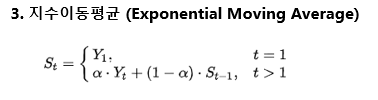 3. 지수이동평균 (Exponential Moving Average)
S_t = { Y_1, t = 1
α · Y_t + (1 − α) · S_{t−1}, t > 1